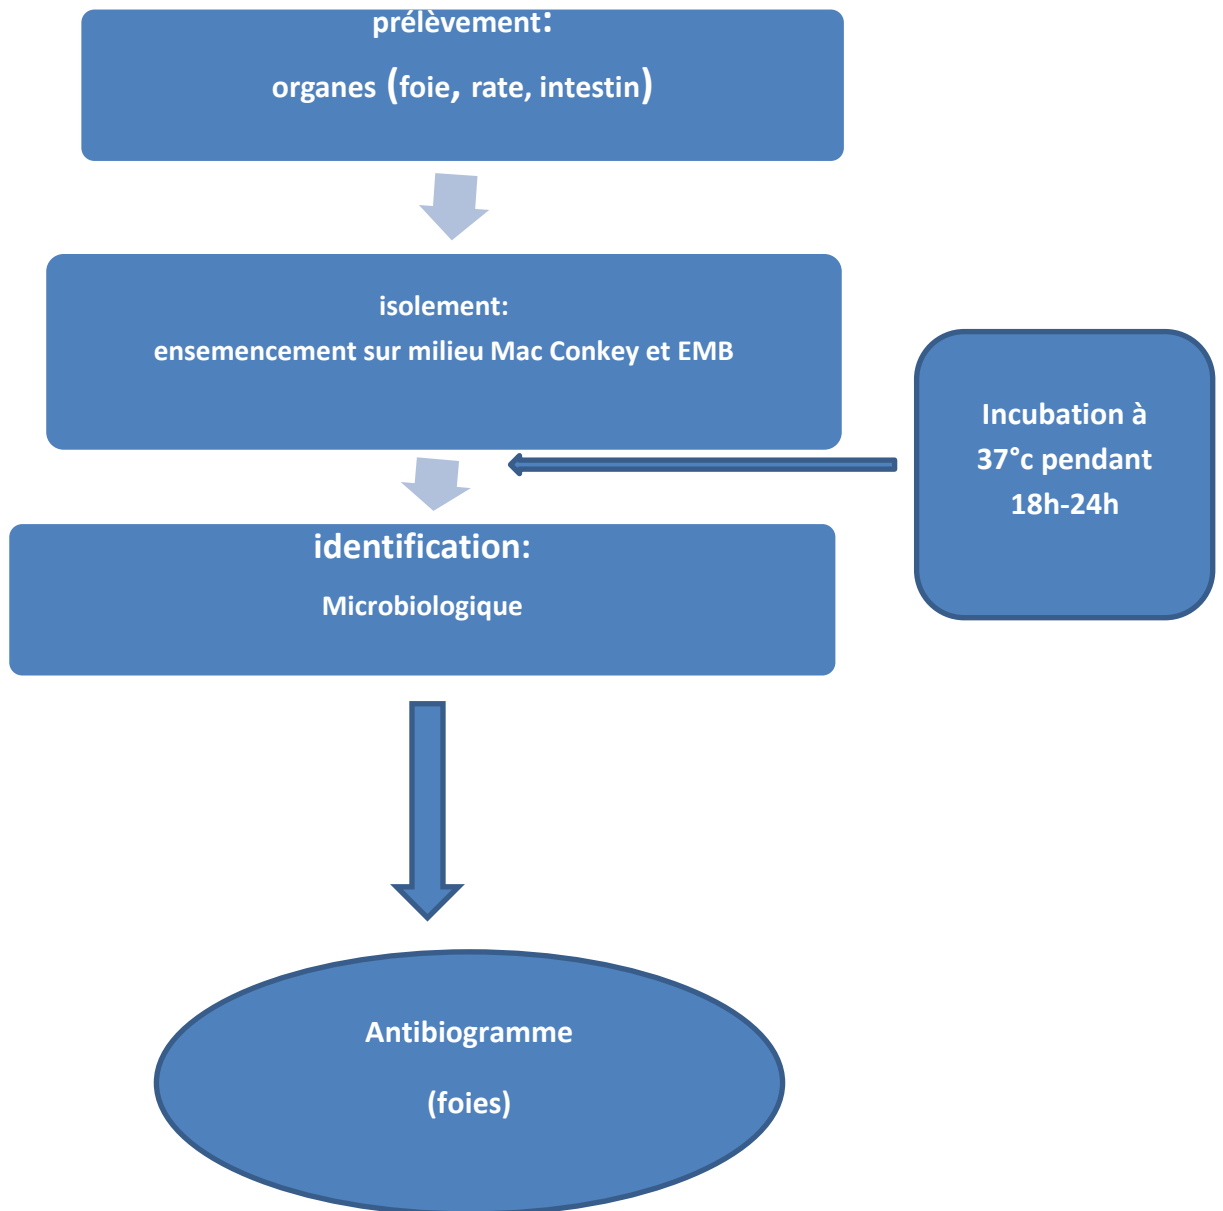 prélèvement:
organes (foie, rate, intestin)
isolement:
ensemencement sur milieu Mac Conkey et EMB
Incubation à
37°c pendant
18h-24h
identification:
Microbiologique
Antibiogramme
(foies)